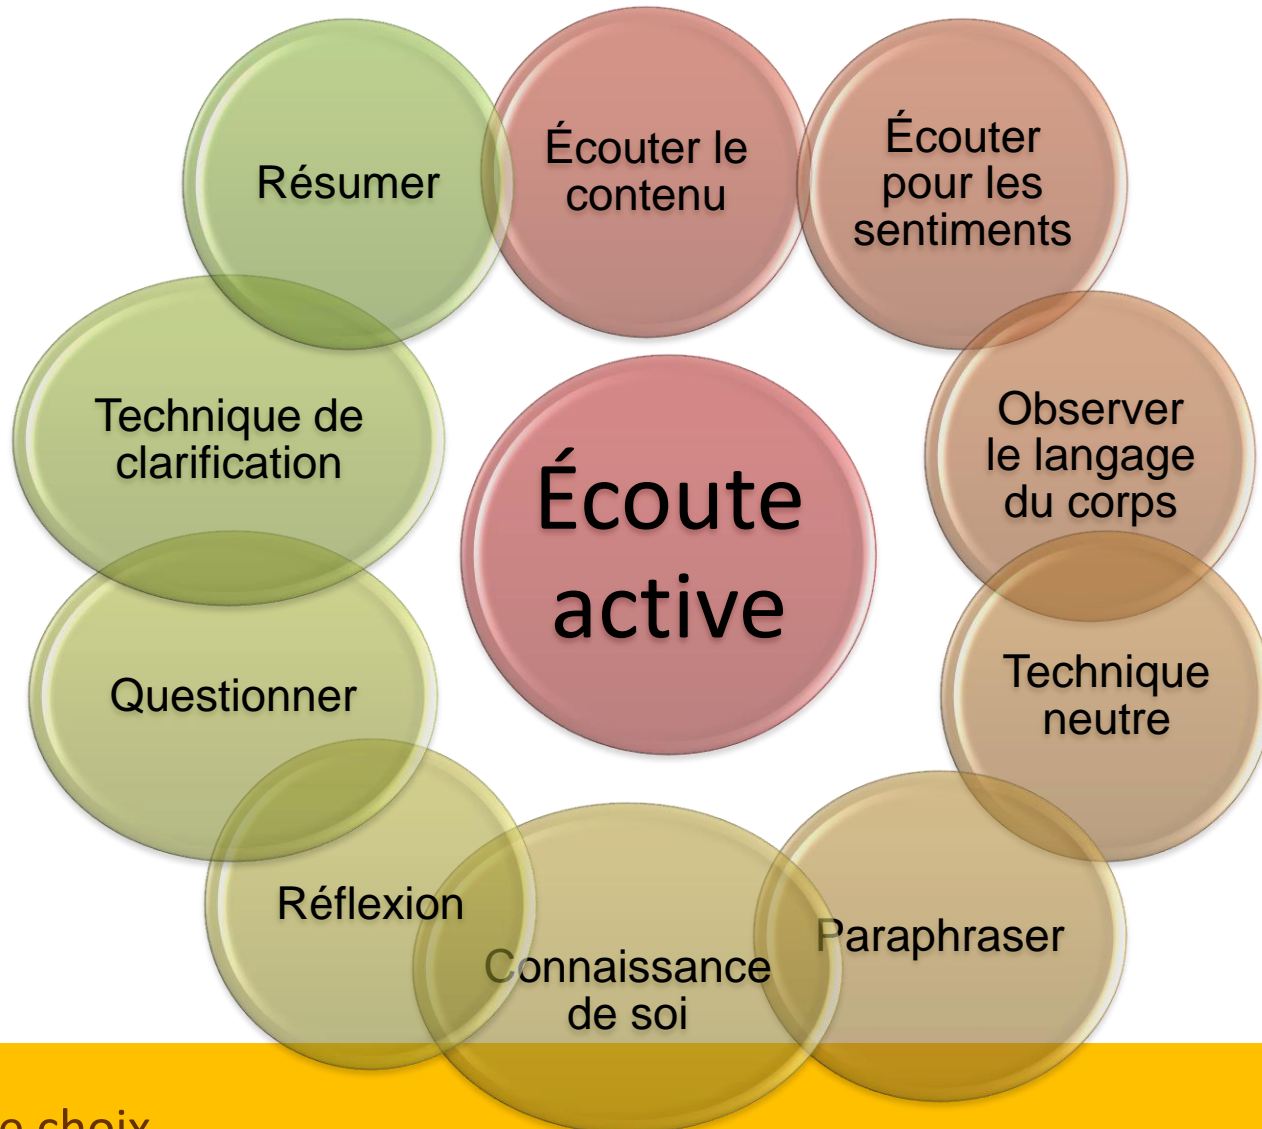 Écouter le
contenu
Écouter
pour les
sentiments
Observer
le langage
du corps
Technique
neutre
Paraphraser
Connaissance
de soi
Réflexion
Questionner
Technique de
clarification
Résumer
Écoute
active
choix